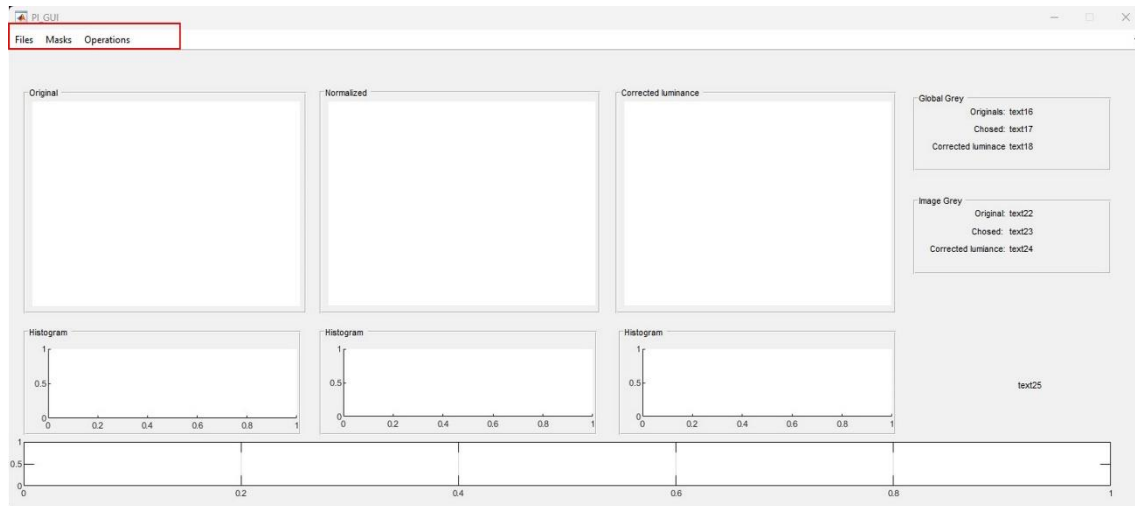 PI_GUI
Files Masks Operations
Original
Normalized
Corrected luminance
Global Grey
Originals: text16
Chosed: text17
Corrected luminace text18
Image Grey
Original: text22
Chosed: text23
Corrected lumiance: text24
Histogram
1
0.5
0
0 0.2 0.4 0.6 0.8 1
Histogram
1
0.5
0
0 0.2 0.4 0.6 0.8 1
Histogram
1
0.5
0
0 0.2 0.4 0.6 0.8 1
text25
1
0.5
0
0 0.2 0.4 0.6 0.8 1